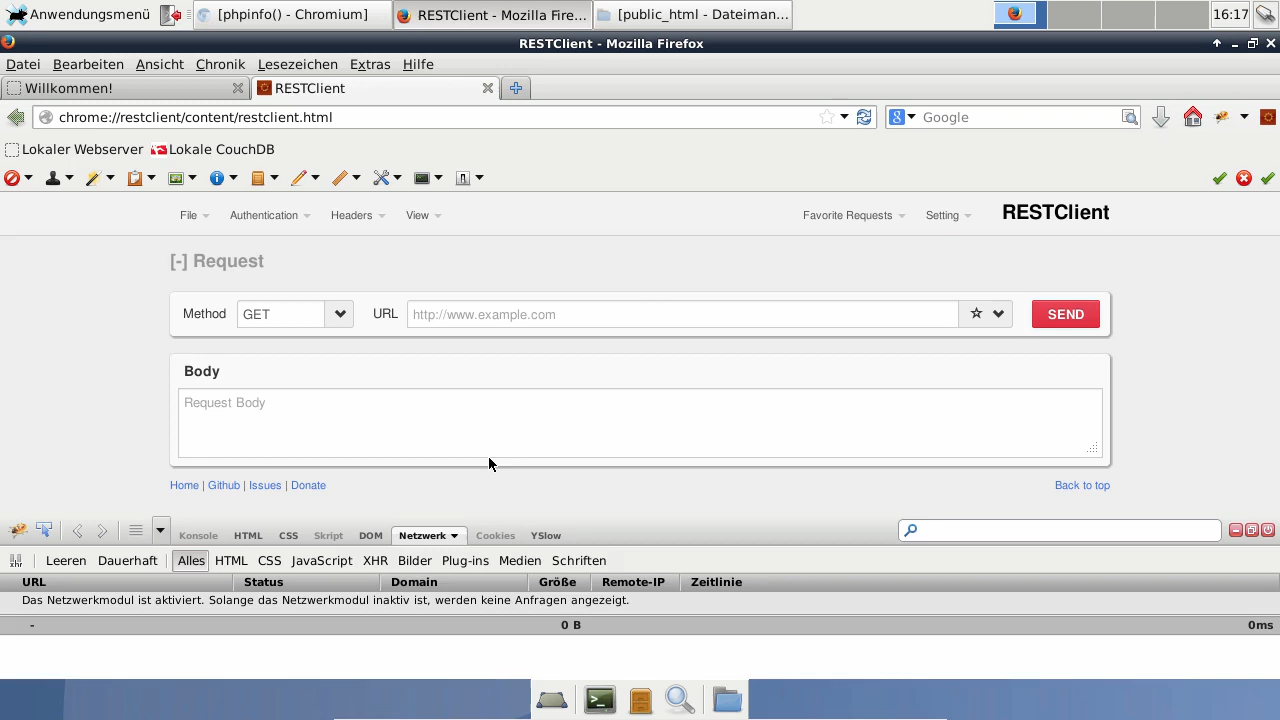 Anwendungsmenü [phpinfo() - Chromium] RESTClient - Mozilla Fire... [public_html - Dateiman... 16:17
RESTClient - Mozilla Firefox
Datei Bearbeiten Ansicht Chronik Lesezeichen Extras Hilfe
Willkommen! RESTClient
chrome://restclient/content/restclient.html Google
Lokaler Webserver Lokale CouchDB
File Authentication Headers View Favorite Requests Setting RESTClient
[-] Request
Method GET URL http://www.example.com SEND
Body
Request Body
Home | Github | Issues | Donate Back to top
Konsole HTML CSS Skript DOM Netzwerk Cookies YSlow
Leeren Dauerhaft Alles HTML CSS JavaScript XHR Bilder Plug-ins Medien Schriften
URL Status Domain Größe Remote-IP Zeitlinie
Das Netzwerkmodul ist aktiviert. Solange das Netzwerkmodul inaktiv ist, werden keine Anfragen angezeigt.
- 0 B 0ms